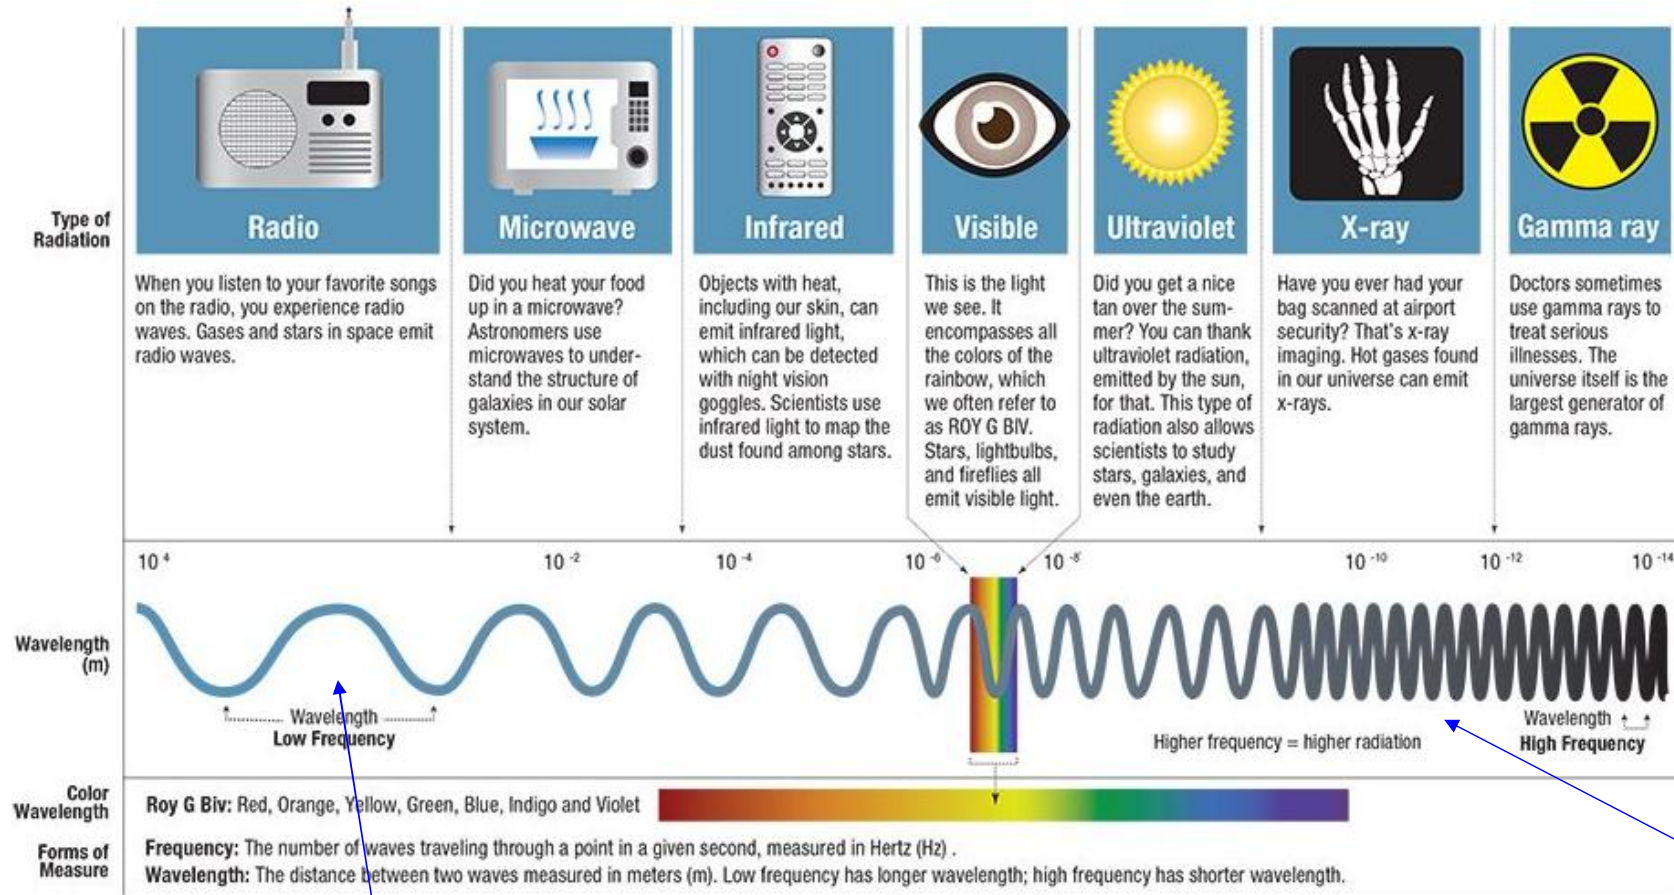 Type of
Radiation
Radio
Microwave
Infrared
Visible
Ultraviolet
X-ray
Gamma ray
When you listen to your favorite songs
on the radio, you experience radio
waves. Gases and stars in space emit
radio waves.
Did you heat your food
up in a microwave?
Astronomers use
microwaves to under-
stand the structure of
galaxies in our solar
system.
Objects with heat,
including our skin, can
emit infrared light,
which can be detected
with night vision
goggles. Scientists use
infrared light to map the
dust found among stars.
This is the light
we see. It
encompasses all
the colors of the
rainbow, which
we often refer to
as ROY G BIV.
Stars, lightbulbs,
and fireflies all
emit visible light.
Did you get a nice
tan over the sum-
mer? You can thank
ultraviolet radiation,
emitted by the sun,
for that. This type of
radiation also allows
scientists to study
stars, galaxies, and
even the earth.
Have you ever had your
bag scanned at airport
security? That's x-ray
imaging. Hot gases found
in our universe can emit
x-rays.
Doctors sometimes
use gamma rays to
treat serious
illnesses. The
universe itself is the
largest generator of
gamma rays.
10⁴ 10⁻² 10⁻⁴ 10⁻⁶ 10⁻⁸ 10⁻¹⁰ 10⁻¹² 10⁻¹⁴
Wavelength
(m)
Wavelength
Low Frequency
Higher frequency = higher radiation
Wavelength
High Frequency
Color
Wavelength
Roy G Biv: Red, Orange, Yellow, Green, Blue, Indigo and Violet
Forms of
Measure
Frequency: The number of waves traveling through a point in a given second, measured in Hertz (Hz) .
Wavelength: The distance between two waves measured in meters (m). Low frequency has longer wavelength; high frequency has shorter wavelength.